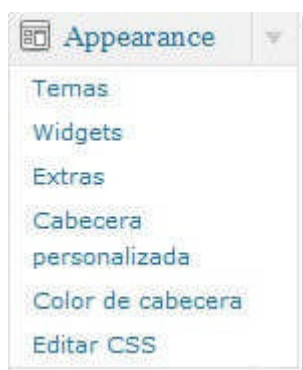 Appearance
Temas
Widgets
Extras
Cabecera
personalizada
Color de cabecera
Editar CSS